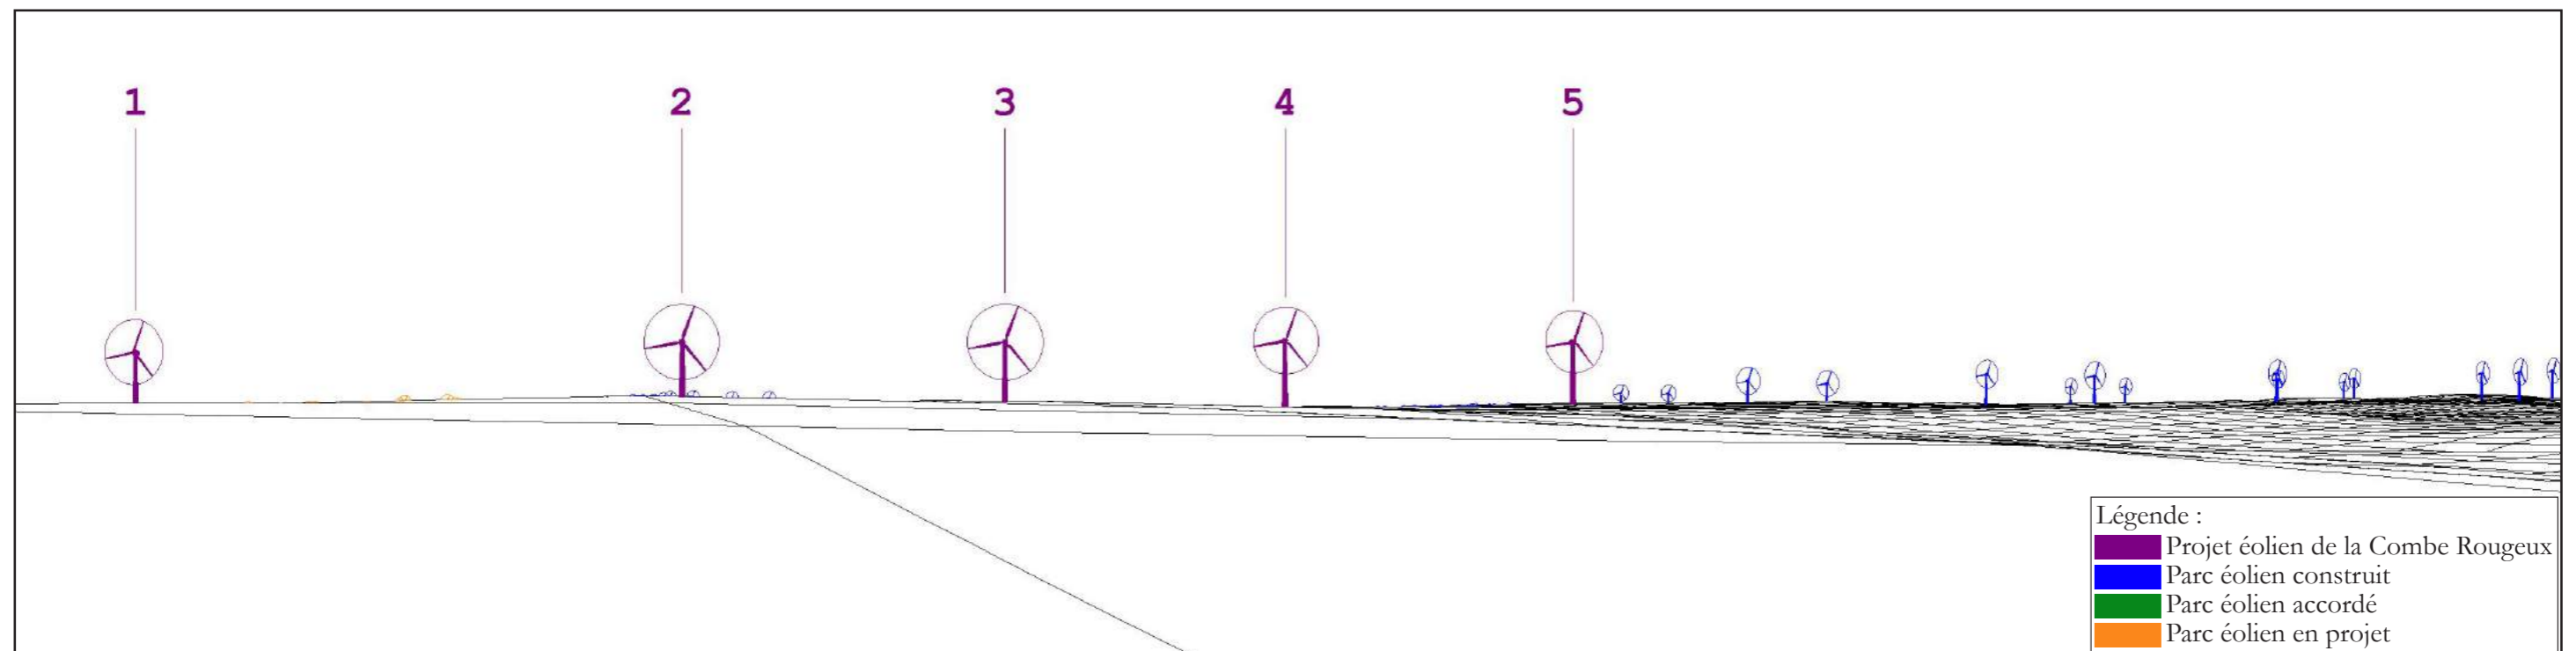 1 2 3 4 5
Légende :
Projet éolien de la Combe Rougeux
Parc éolien construit
Parc éolien accordé
Parc éolien en projet